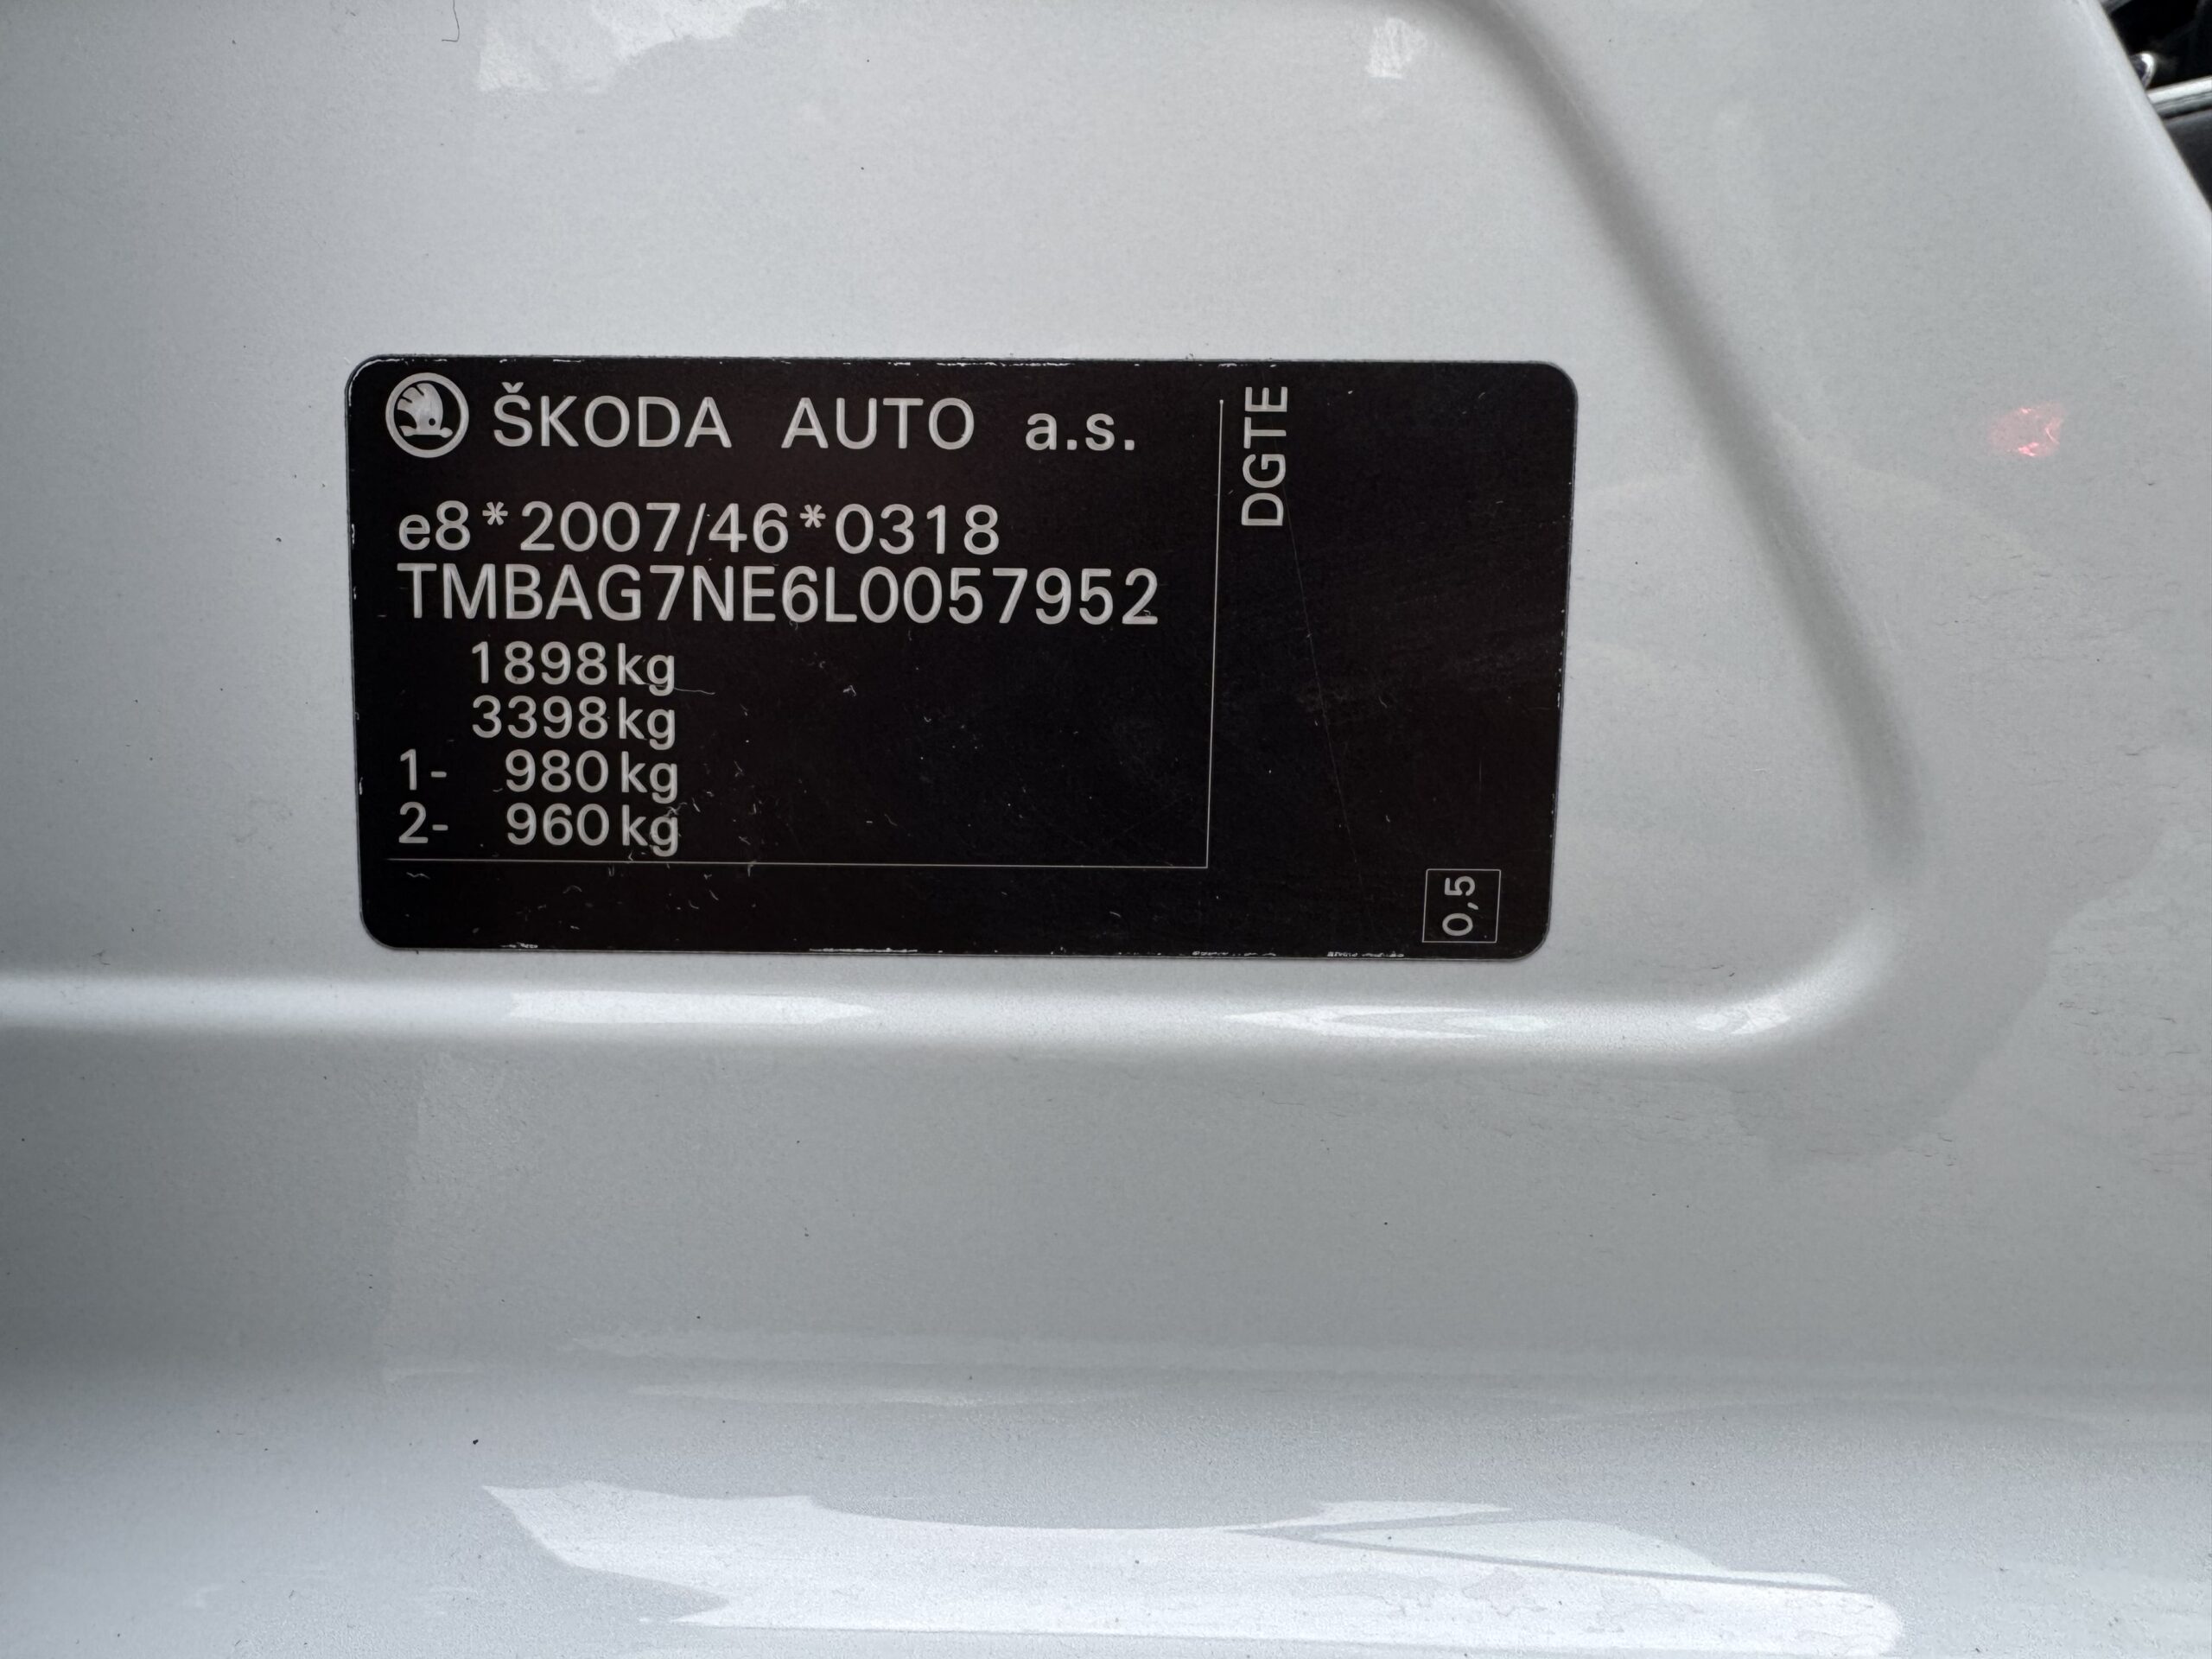 ŠKODA AUTO a.s.
e8*2007/46*0318
TMBAG7NE6L0057952
1898kg
3398kg
1- 980kg
2- 960kg
DGTE
0,5